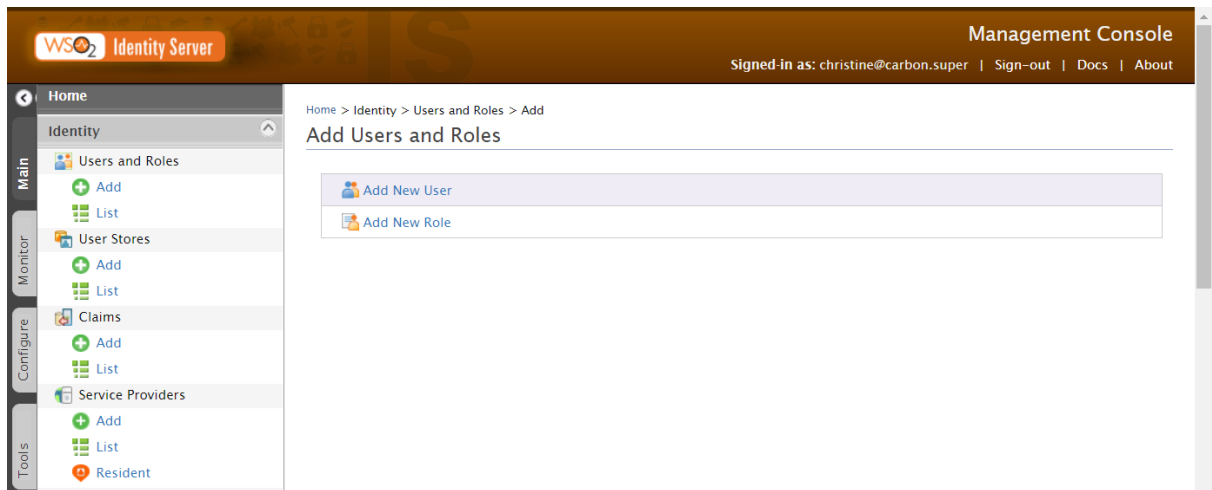 WSO2 Identity Server
Management Console
Signed-in as: christine@carbon.super | Sign-out | Docs | About
Main
Monitor
Configure
Tools
Home
Identity
Users and Roles
Add
List
User Stores
Add
List
Claims
Add
List
Service Providers
Add
List
Resident
Home > Identity > Users and Roles > Add
Add Users and Roles
Add New User
Add New Role